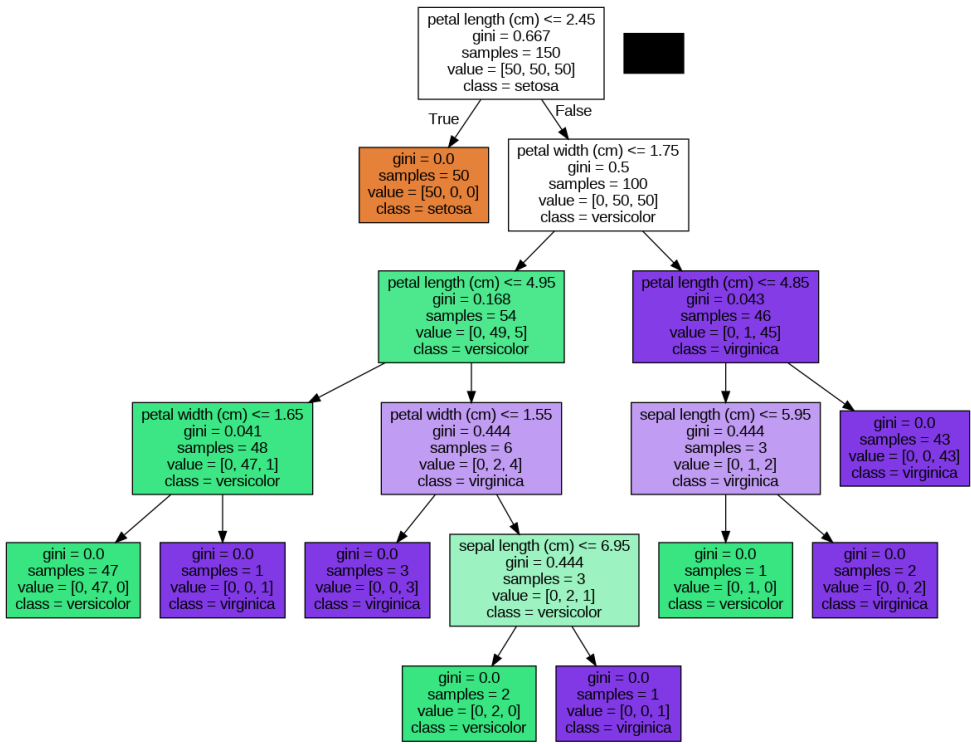 petal length (cm) <= 2.45
gini = 0.667
samples = 150
value = [50, 50, 50]
class = setosa
True
False
gini = 0.0
samples = 50
value = [50, 0, 0]
class = setosa
petal width (cm) <= 1.75
gini = 0.5
samples = 100
value = [0, 50, 50]
class = versicolor
petal length (cm) <= 4.95
gini = 0.168
samples = 54
value = [0, 49, 5]
class = versicolor
petal length (cm) <= 4.85
gini = 0.043
samples = 46
value = [0, 1, 45]
class = virginica
petal width (cm) <= 1.65
gini = 0.041
samples = 48
value = [0, 47, 1]
class = versicolor
petal width (cm) <= 1.55
gini = 0.444
samples = 6
value = [0, 2, 4]
class = virginica
sepal length (cm) <= 5.95
gini = 0.444
samples = 3
value = [0, 1, 2]
class = virginica
gini = 0.0
samples = 43
value = [0, 0, 43]
class = virginica
gini = 0.0
samples = 47
value = [0, 47, 0]
class = versicolor
gini = 0.0
samples = 1
value = [0, 0, 1]
class = virginica
gini = 0.0
samples = 3
value = [0, 0, 3]
class = virginica
sepal length (cm) <= 6.95
gini = 0.444
samples = 3
value = [0, 2, 1]
class = versicolor
gini = 0.0
samples = 1
value = [0, 1, 0]
class = versicolor
gini = 0.0
samples = 2
value = [0, 0, 2]
class = virginica
gini = 0.0
samples = 2
value = [0, 2, 0]
class = versicolor
gini = 0.0
samples = 1
value = [0, 0, 1]
class = virginica